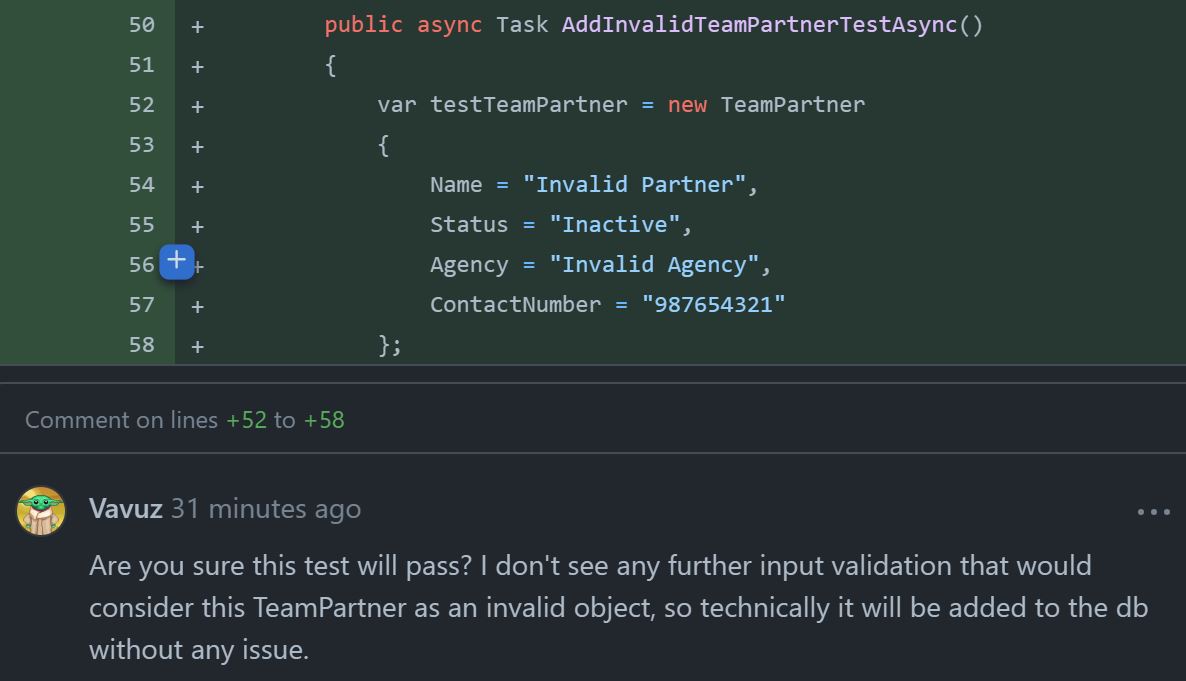 50 + public async Task AddInvalidTeamPartnerTestAsync()
51 + {
52 + var testTeamPartner = new TeamPartner
53 + {
54 + Name = "Invalid Partner",
55 + Status = "Inactive",
56 + Agency = "Invalid Agency",
57 + ContactNumber = "987654321"
58 + };
Comment on lines +52 to +58
Vavuz 31 minutes ago
Are you sure this test will pass? I don't see any further input validation that would
consider this TeamPartner as an invalid object, so technically it will be added to the db
without any issue.